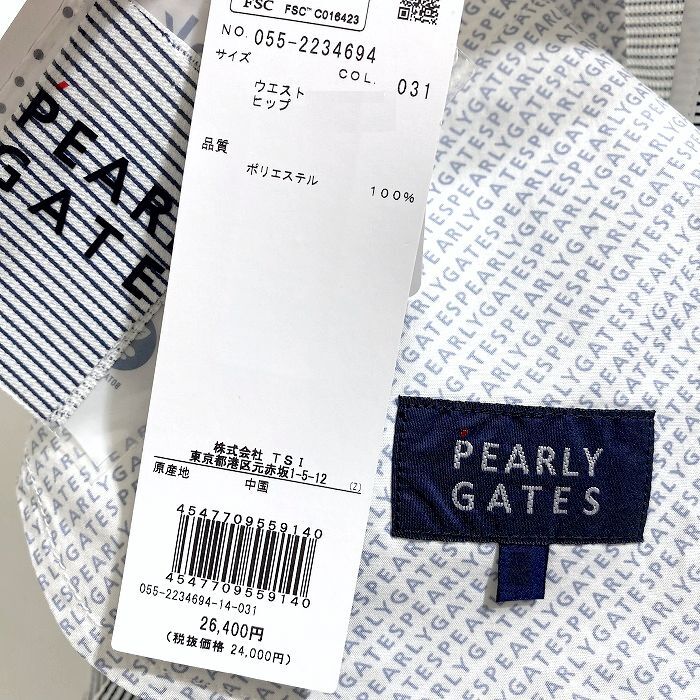 FSC FSC™ C016423
NO. 055-2234694
サイズ
COL. 031
ウエスト
ヒップ
品質
ポリエステル 100%
株式会社 TSI
東京都港区元赤坂1-5-12
原産地 中国 (Z)
4547709559140
4547709559140
055-2234694-14-031
26,400円
(税抜価格 24,000円)
PEARLY
GATES
PEARLY
GATES
PEARLYGATESPEARLYGATESPEARLYGATES